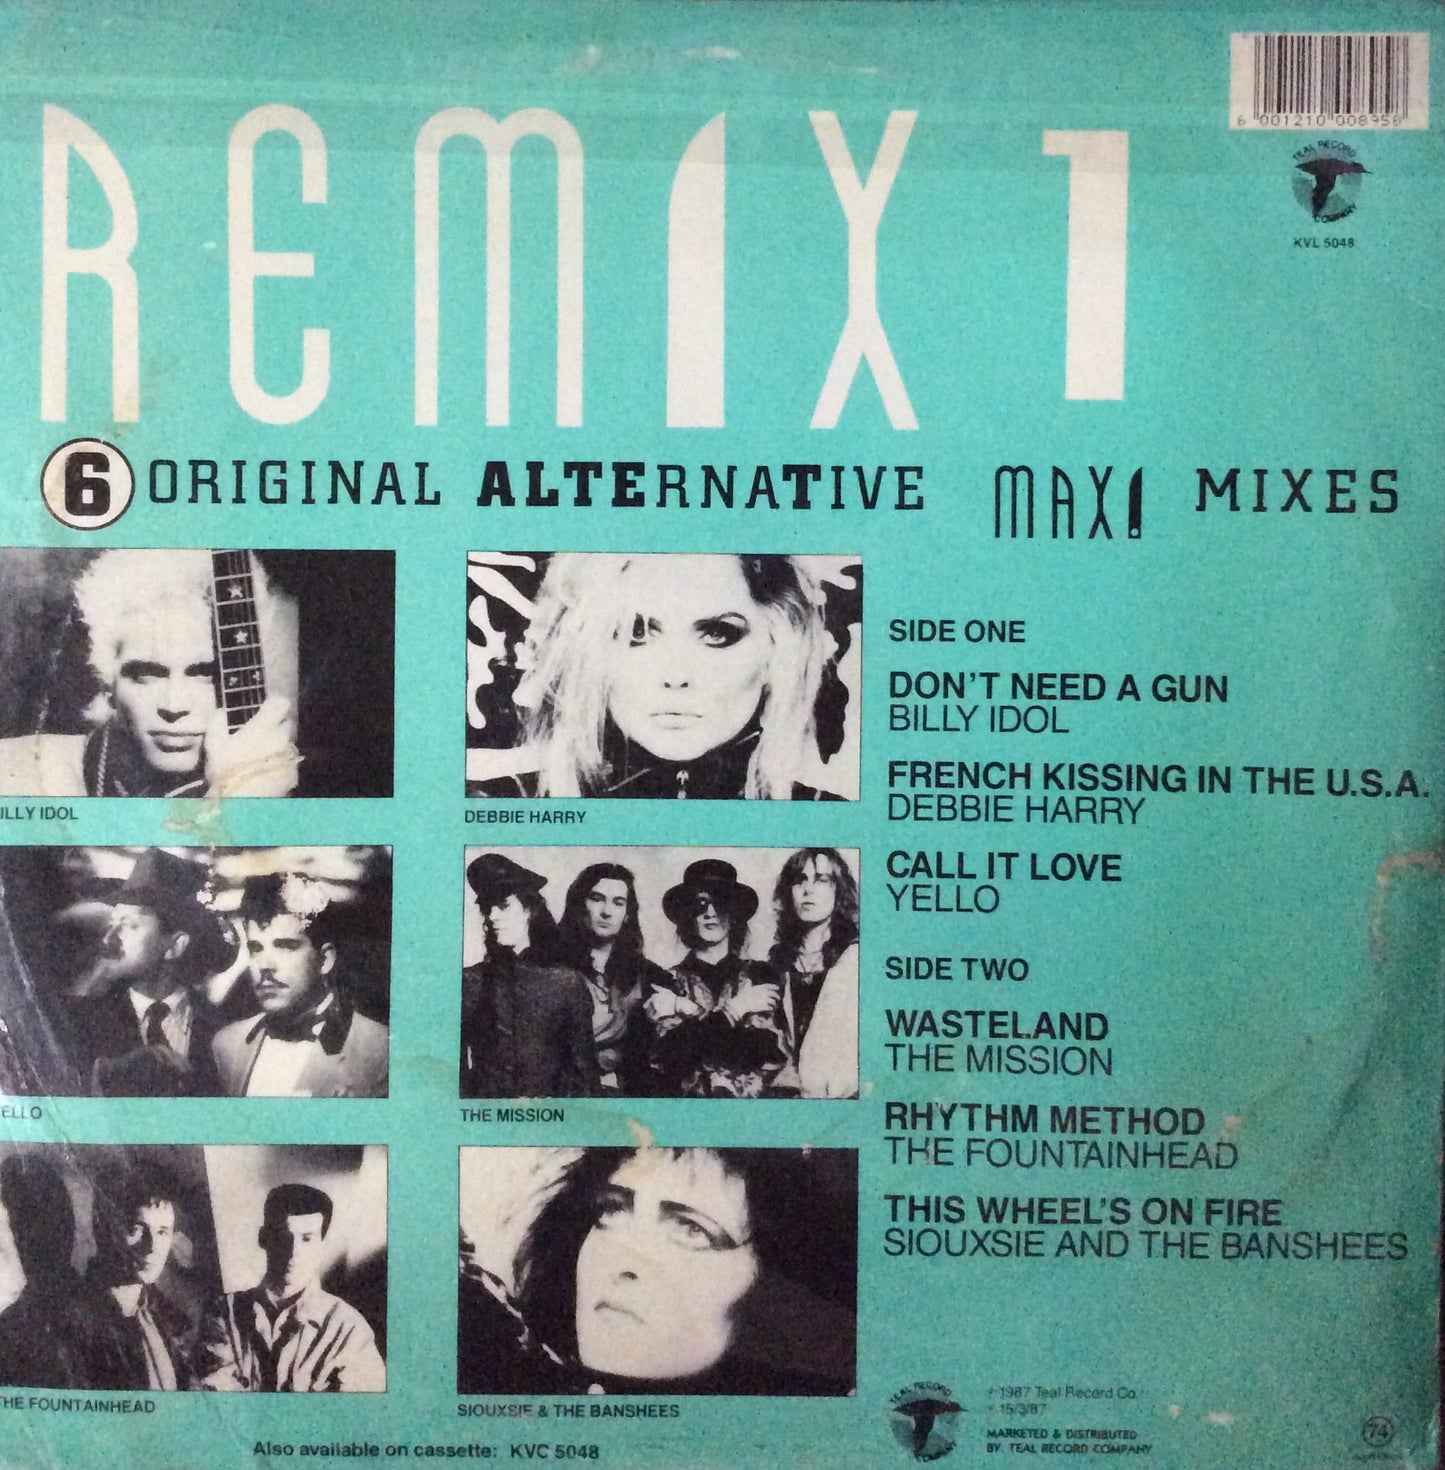 6 001210 008958
TEAL RECORD
COMPANY
KVL 5048
REMIX 1
6 ORIGINAL ALTERNATIVE MAXI MIXES
ILLY IDOL
DEBBIE HARRY
SIDE ONE
DON'T NEED A GUN
BILLY IDOL
FRENCH KISSING IN THE U.S.A.
DEBBIE HARRY
CALL IT LOVE
YELLO
ELLO
THE MISSION
SIDE TWO
WASTELAND
THE MISSION
RHYTHM METHOD
THE FOUNTAINHEAD
THIS WHEEL'S ON FIRE
SIOUXSIE AND THE BANSHEES
HE FOUNTAINHEAD
SIOUXSIE & THE BANSHEES
Also available on cassette: KVC 5048
TEAL RECORD
COMPANY
1987 Teal Record Co.
15/3/87
MARKETED & DISTRIBUTED
BY TEAL RECORD COMPANY
74